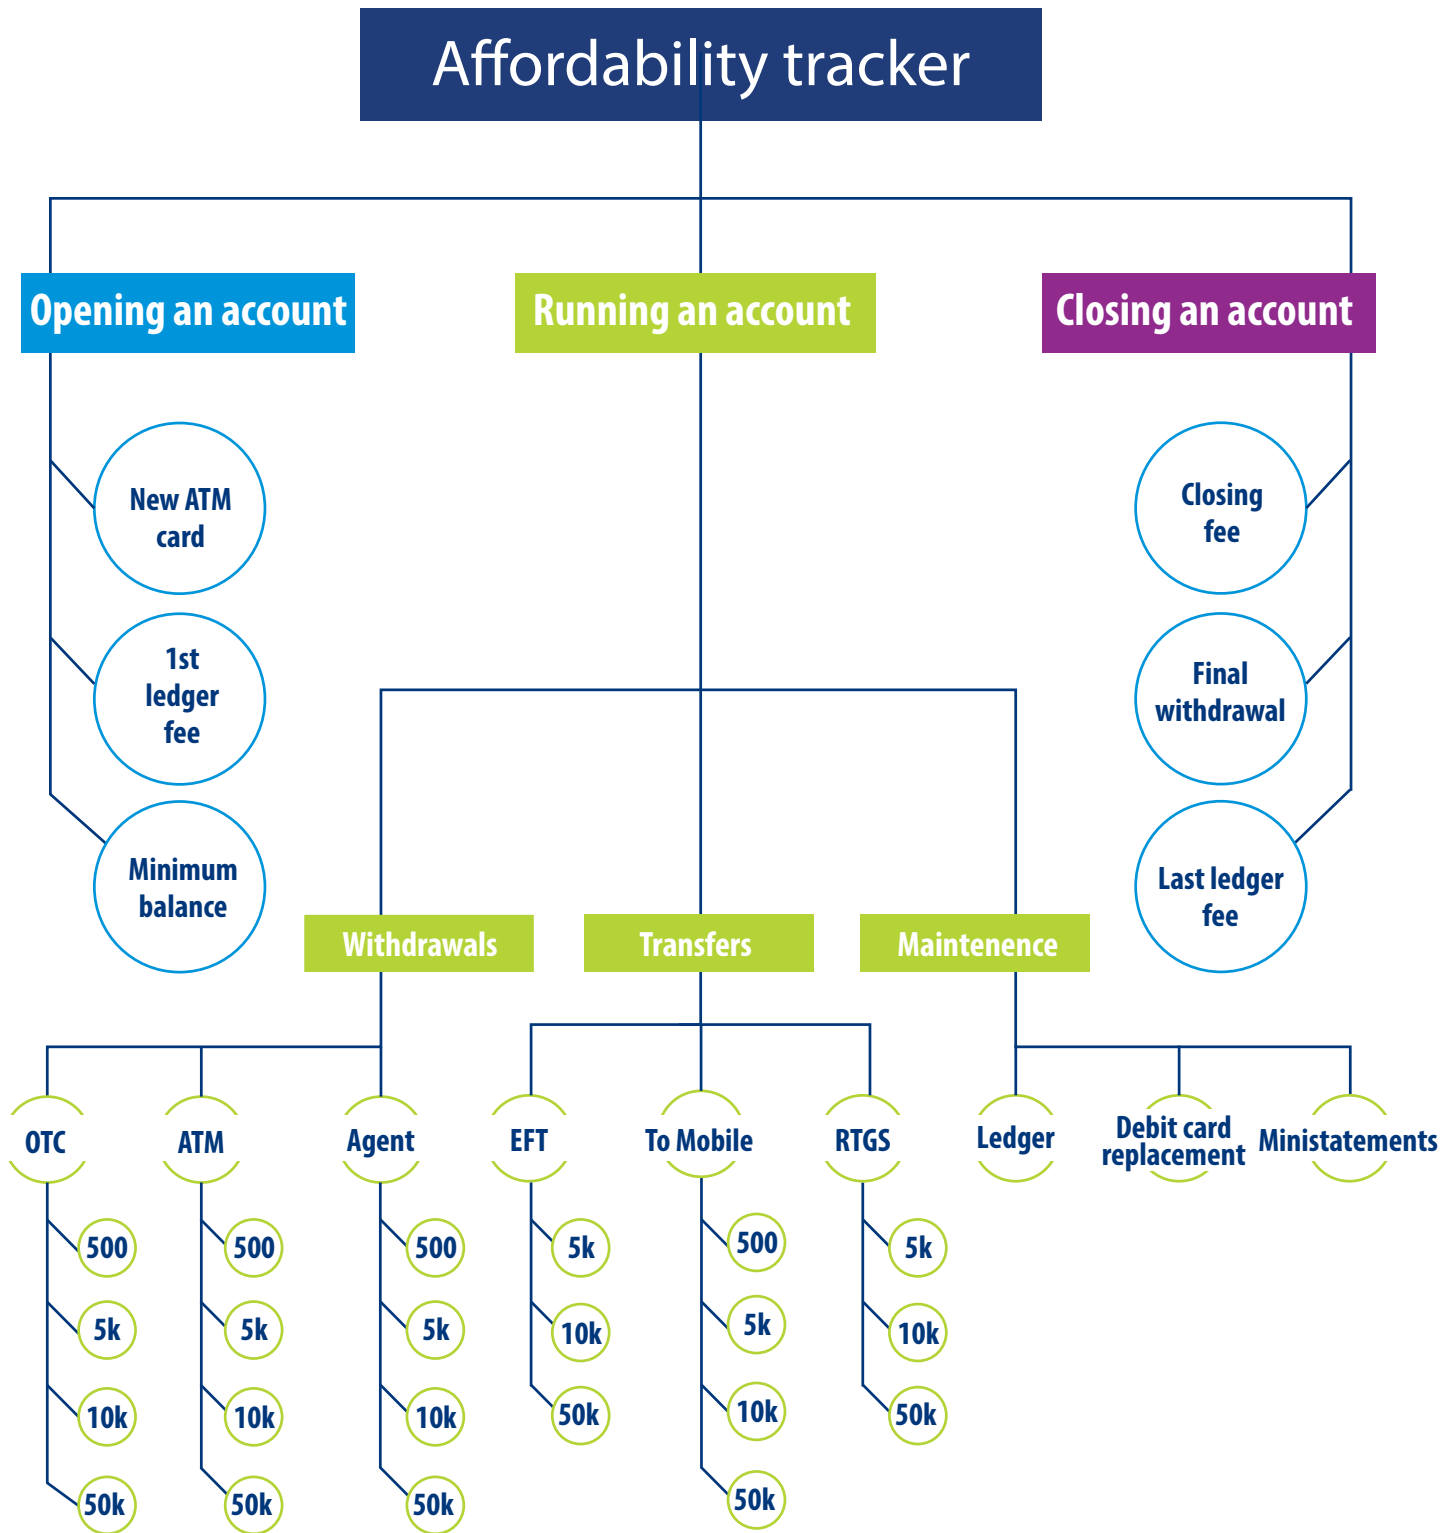 Affordability tracker
Opening an account
Running an account
Closing an account
New ATM
card
1st
ledger
fee
Minimum
balance
Closing
fee
Final
withdrawal
Last ledger
fee
Withdrawals
Transfers
Maintenence
OTC
ATM
Agent
EFT
To Mobile
RTGS
Ledger
Debit card
replacement
Ministatements
500
5k
10k
50k
500
5k
10k
50k
500
5k
10k
50k
5k
10k
50k
500
5k
10k
50k
5k
10k
50k